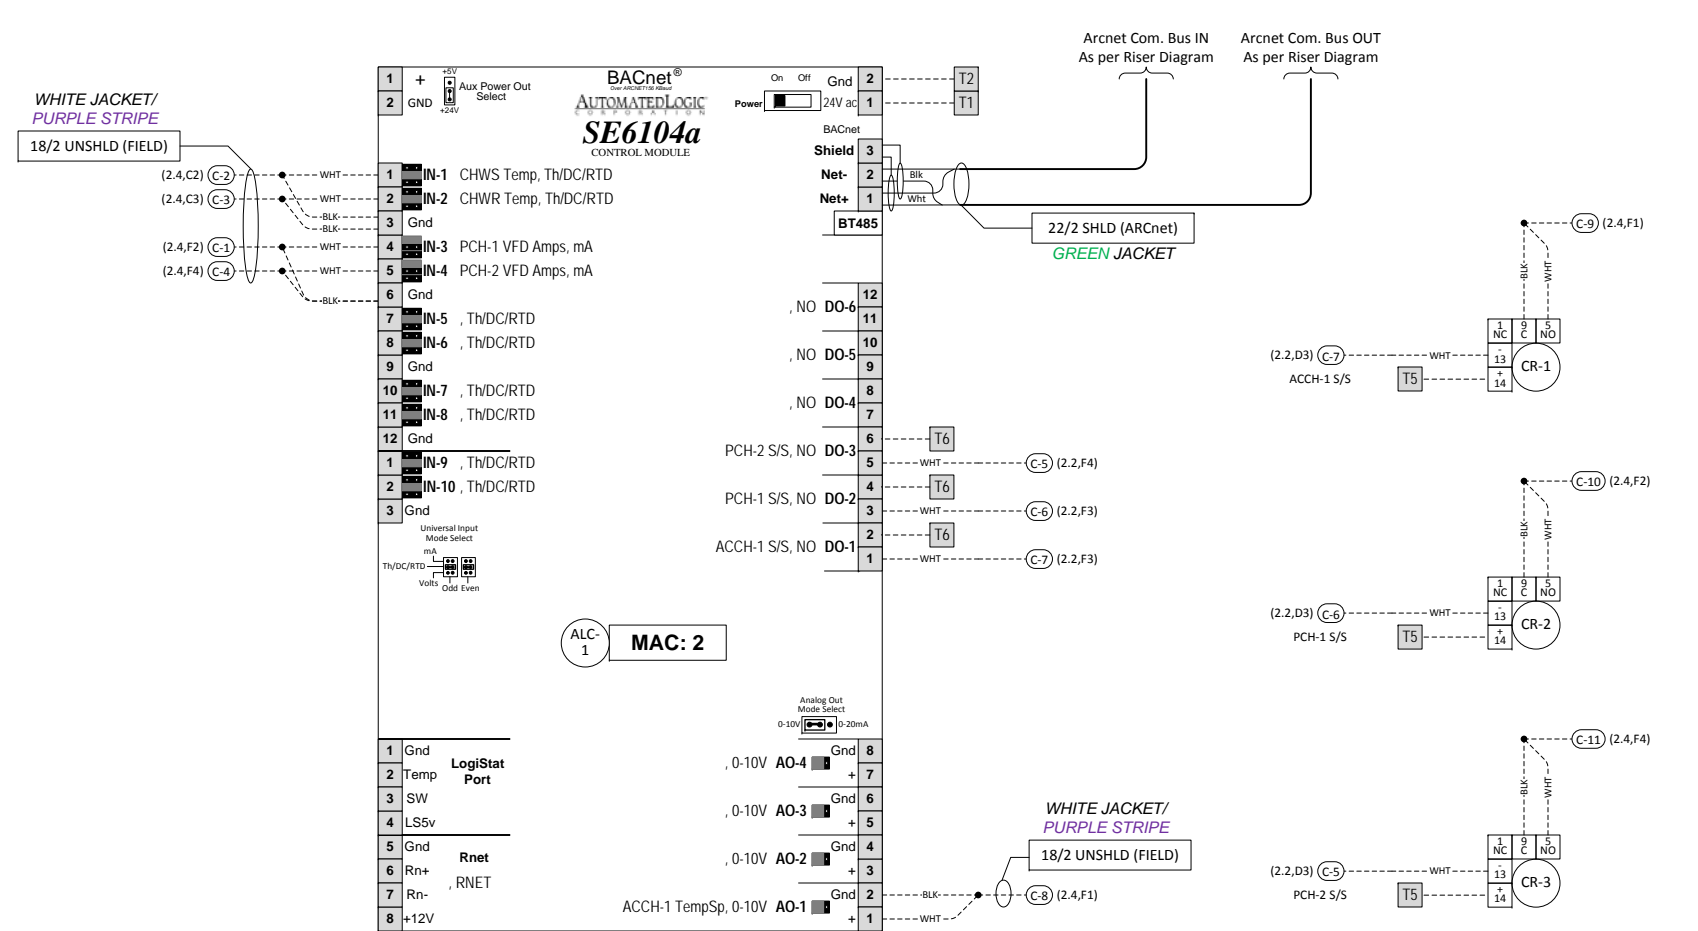 Arcnet Com. Bus IN
As per Riser Diagram
Arcnet Com. Bus OUT
As per Riser Diagram
WHITE JACKET/
PURPLE STRIPE
18/2 UNSHLD (FIELD)
1 +
2 GND
+5V
+24V
Aux Power Out
Select
BACnet®
Over ARCNET156 KBaud
AUTOMATEDLOGIC
CORPORATION
SE6104a
CONTROL MODULE
On Off
Power
Gnd 2 T2
24V ac 1 T1
BACnet
Shield 3
Net- 2 Blk
Net+ 1 Wht
BT485
22/2 SHLD (ARCnet)
GREEN JACKET
(2.4,C2) C-2 WHT 1 IN-1 CHWS Temp, Th/DC/RTD
(2.4,C3) C-3 WHT 2 IN-2 CHWR Temp, Th/DC/RTD
BLK 3 Gnd
BLK
(2.4,F2) C-1 WHT 4 IN-3 PCH-1 VFD Amps, mA
(2.4,F4) C-4 WHT 5 IN-4 PCH-2 VFD Amps, mA
BLK 6 Gnd
7 IN-5 , Th/DC/RTD
8 IN-6 , Th/DC/RTD
9 Gnd
10 IN-7 , Th/DC/RTD
11 IN-8 , Th/DC/RTD
12 Gnd
1 IN-9 , Th/DC/RTD
2 IN-10 , Th/DC/RTD
3 Gnd
Universal Input
Mode Select
mA
Th/DC/RTD
Volts
Odd Even
12
, NO DO-6
11
10
, NO DO-5
9
8
, NO DO-4
7
6 T6
PCH-2 S/S, NO DO-3
5 WHT C-5 (2.2,F4)
4 T6
PCH-1 S/S, NO DO-2
3 WHT C-6 (2.2,F3)
2 T6
ACCH-1 S/S, NO DO-1
1 WHT C-7 (2.2,F3)
ALC-
1
MAC: 2
Analog Out
Mode Select
0-10V 0-20mA
1 Gnd
2 Temp
3 SW
4 LS5v
LogiStat
Port
5 Gnd
6 Rn+
7 Rn-
8 +12V
Rnet
, RNET
Gnd 8
, 0-10V AO-4
+ 7
Gnd 6
, 0-10V AO-3
+ 5
Gnd 4
, 0-10V AO-2
+ 3
Gnd 2 BLK C-8 (2.4,F1)
ACCH-1 TempSp, 0-10V AO-1
+ 1 WHT
WHITE JACKET/
PURPLE STRIPE
18/2 UNSHLD (FIELD)
C-9 (2.4,F1)
BLK WHT
1 9 5
NC C NO
(2.2,D3) C-7 WHT - 13
ACCH-1 S/S T5 + 14
CR-1
C-10 (2.4,F2)
BLK WHT
1 9 5
NC C NO
(2.2,D3) C-6 WHT - 13
PCH-1 S/S T5 + 14
CR-2
C-11 (2.4,F4)
BLK WHT
1 9 5
NC C NO
(2.2,D3) C-5 WHT - 13
PCH-2 S/S T5 + 14
CR-3